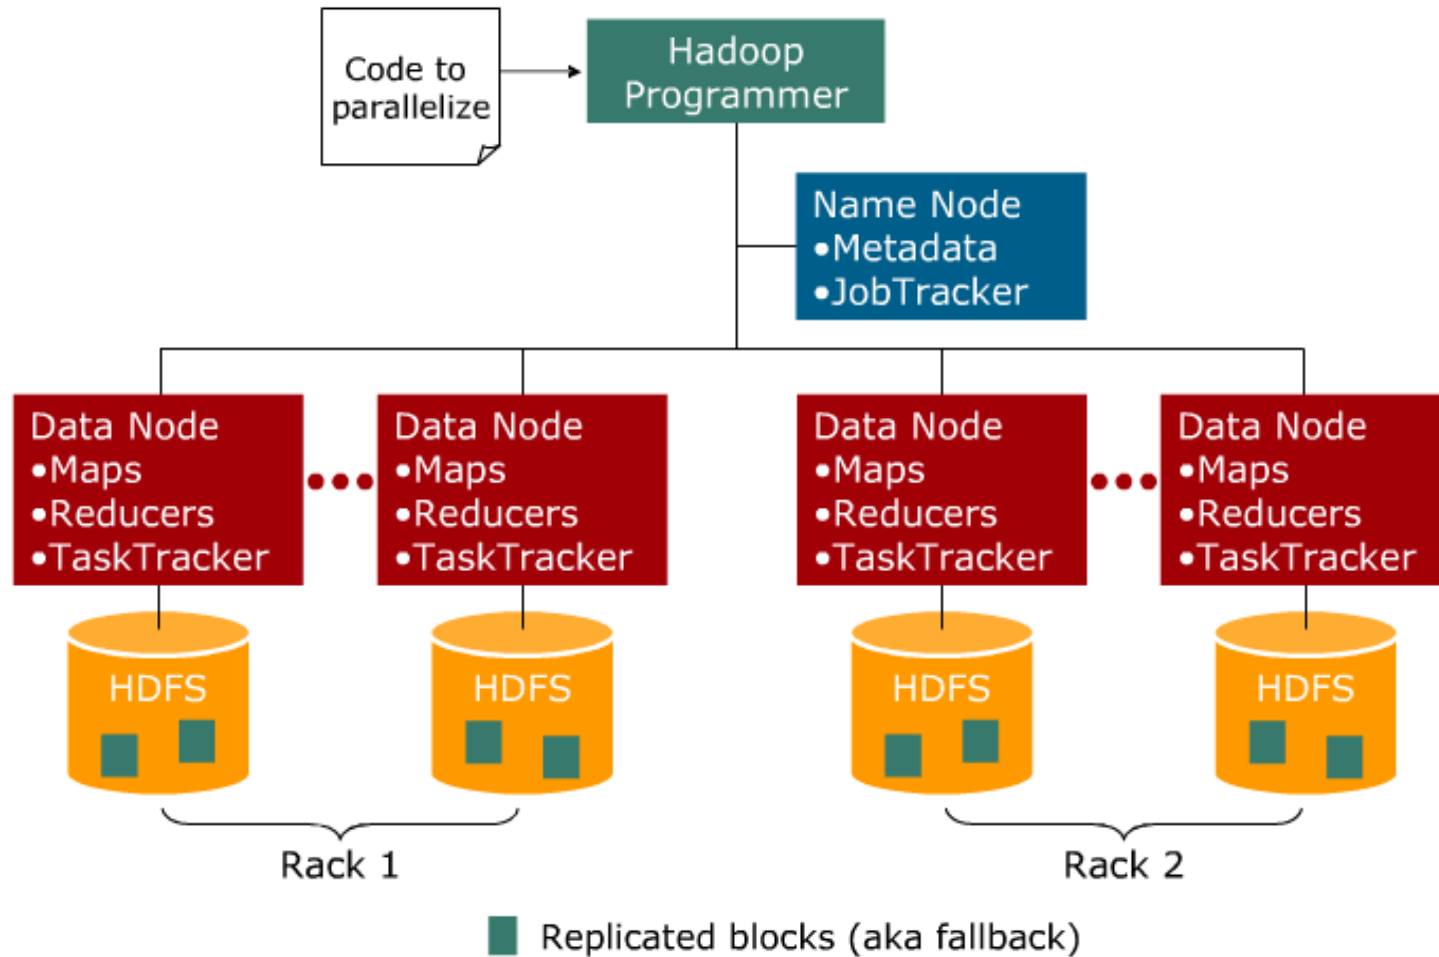 Code to
parallelize
Hadoop
Programmer
Name Node
•Metadata
•JobTracker
Data Node
•Maps
•Reducers
•TaskTracker
Data Node
•Maps
•Reducers
•TaskTracker
Data Node
•Maps
•Reducers
•TaskTracker
Data Node
•Maps
•Reducers
•TaskTracker
HDFS
HDFS
HDFS
HDFS
Rack 1
Rack 2
Replicated blocks (aka fallback)